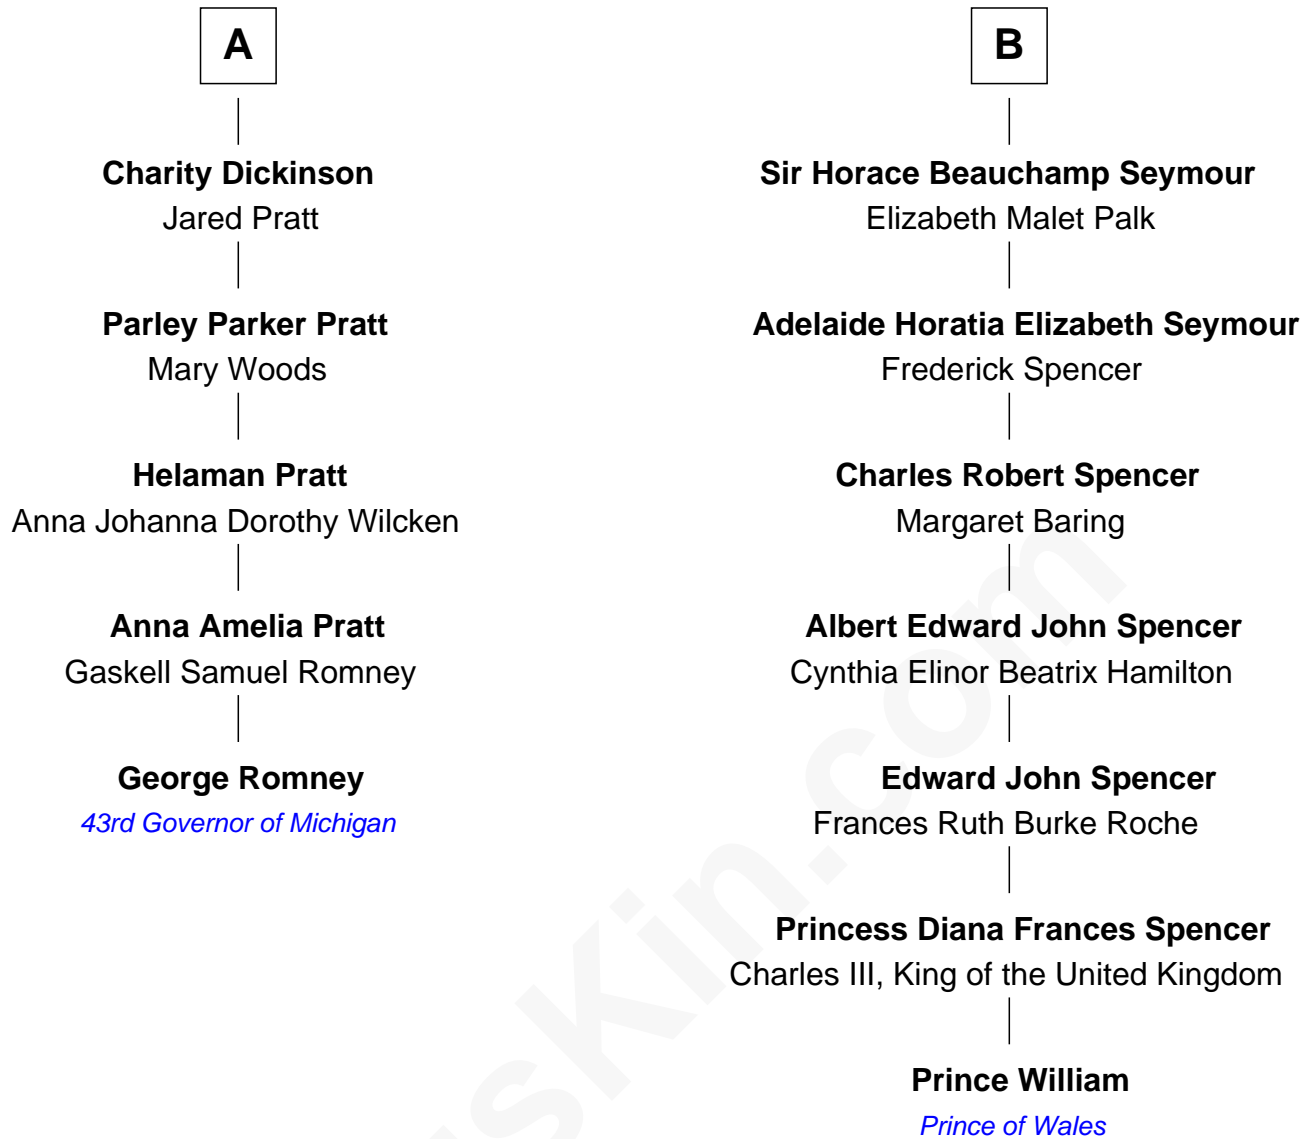 A
Charity Dickinson
Jared Pratt
Parley Parker Pratt
Mary Woods
Helaman Pratt
Anna Johanna Dorothy Wilcken
Anna Amelia Pratt
Gaskell Samuel Romney
George Romney
43rd Governor of Michigan
B
Sir Horace Beauchamp Seymour
Elizabeth Malet Palk
Adelaide Horatia Elizabeth Seymour
Frederick Spencer
Charles Robert Spencer
Margaret Baring
Albert Edward John Spencer
Cynthia Elinor Beatrix Hamilton
Edward John Spencer
Frances Ruth Burke Roche
Princess Diana Frances Spencer
Charles III, King of the United Kingdom
Prince William
Prince of Wales